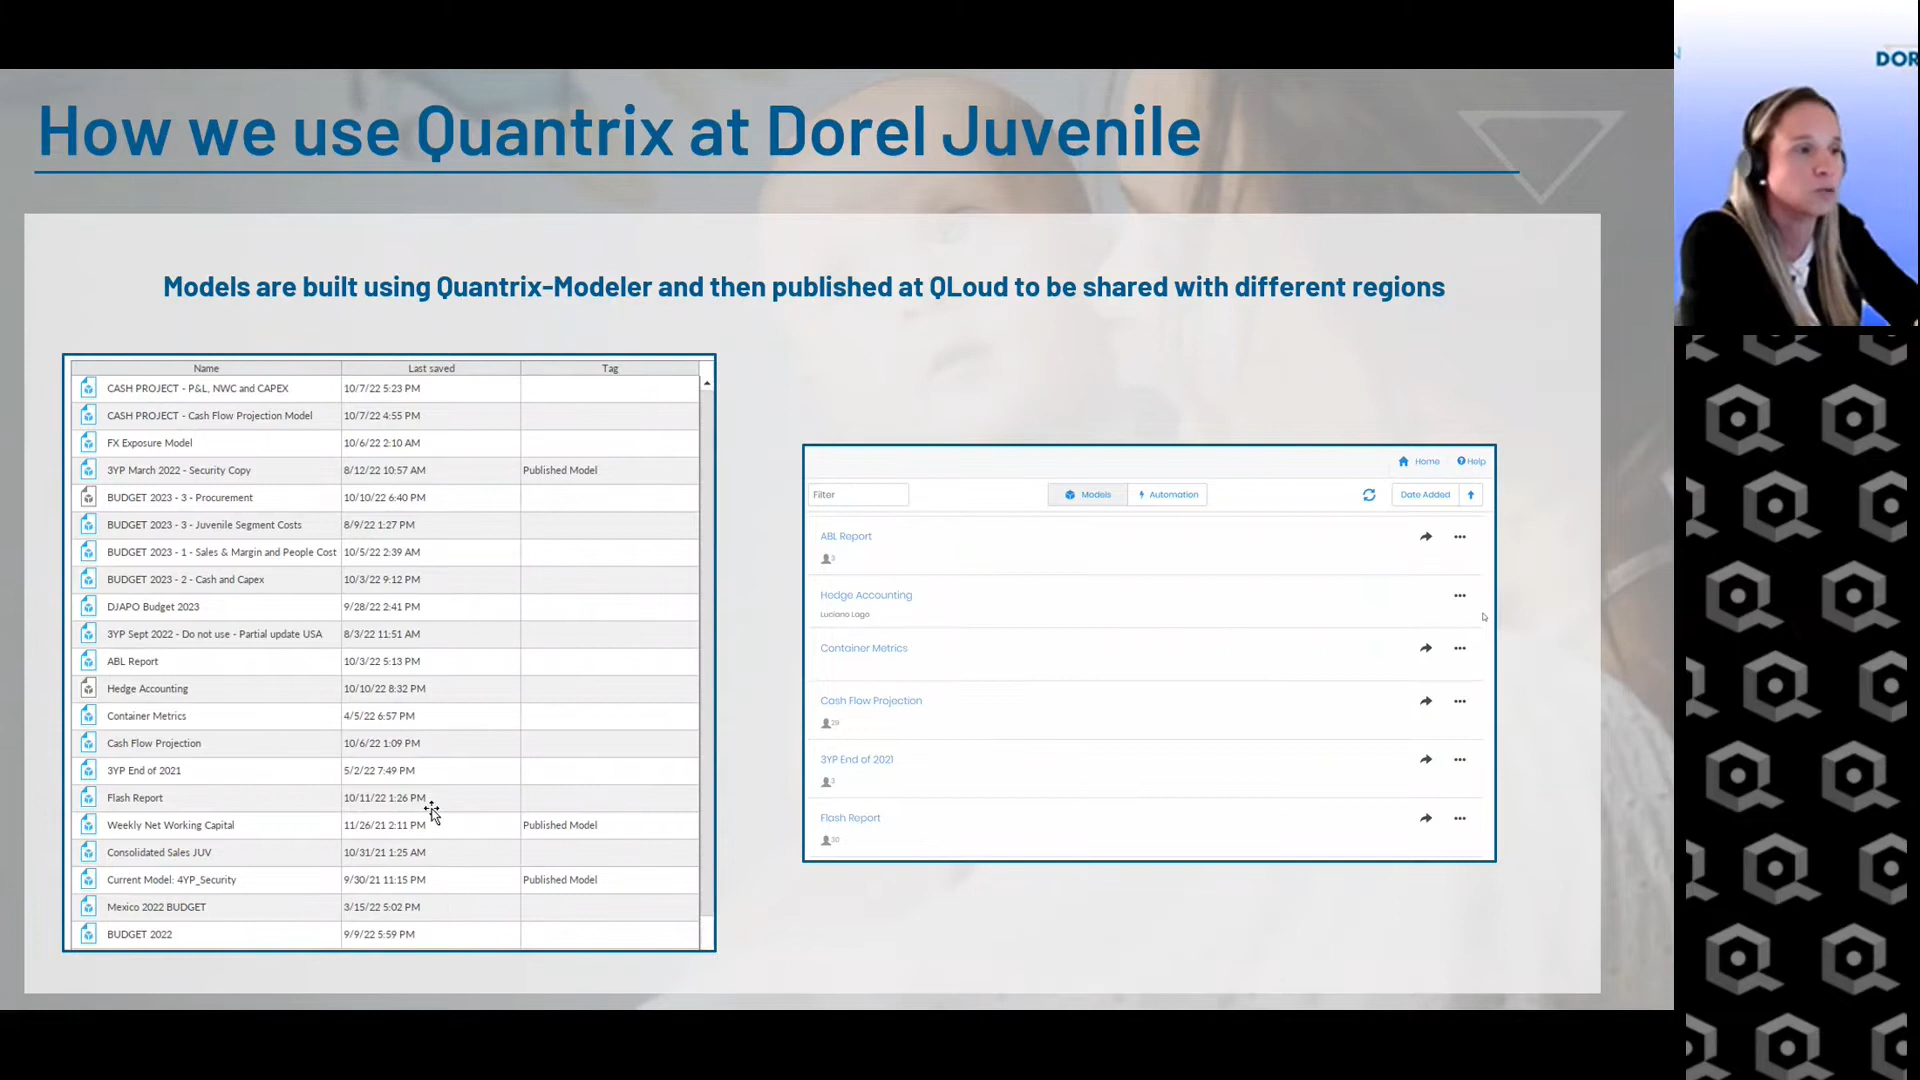 How we use Quantrix at Dorel Juvenile
Models are built using Quantrix-Modeler and then published at QLoud to be shared with different regions
Name Last saved Tag
CASH PROJECT - P&L, NWC and CAPEX 10/7/22 5:23 PM
CASH PROJECT - Cash Flow Projection Model 10/7/22 4:55 PM
FX Exposure Model 10/6/22 2:10 AM
3YP March 2022 - Security Copy 8/12/22 10:57 AM Published Model
BUDGET 2023 - 3 - Procurement 10/10/22 6:40 PM
BUDGET 2023 - 3 - Juvenile Segment Costs 8/9/22 1:27 PM
BUDGET 2023 - 1 - Sales & Margin and People Cost 10/5/22 2:39 AM
BUDGET 2023 - 2 - Cash and Capex 10/3/22 9:12 PM
DJAPO Budget 2023 9/28/22 2:41 PM
3YP Sept 2022 - Do not use - Partial update USA 8/3/22 11:51 AM
ABL Report 10/3/22 5:13 PM
Hedge Accounting 10/10/22 8:32 PM
Container Metrics 4/5/22 6:57 PM
Cash Flow Projection 10/6/22 1:09 PM
3YP End of 2021 5/2/22 7:49 PM
Flash Report 10/11/22 1:26 PM
Weekly Net Working Capital 11/26/21 2:11 PM Published Model
Consolidated Sales JUV 10/31/21 1:25 AM
Current Model: 4YP_Security 9/30/21 11:15 PM Published Model
Mexico 2022 BUDGET 3/15/22 5:02 PM
BUDGET 2022 9/9/22 5:59 PM
Home Help
Filter Models Automation Date Added
ABL Report
3
Hedge Accounting
Luciano Lago
Container Metrics
Cash Flow Projection
29
3YP End of 2021
3
Flash Report
30
DOR